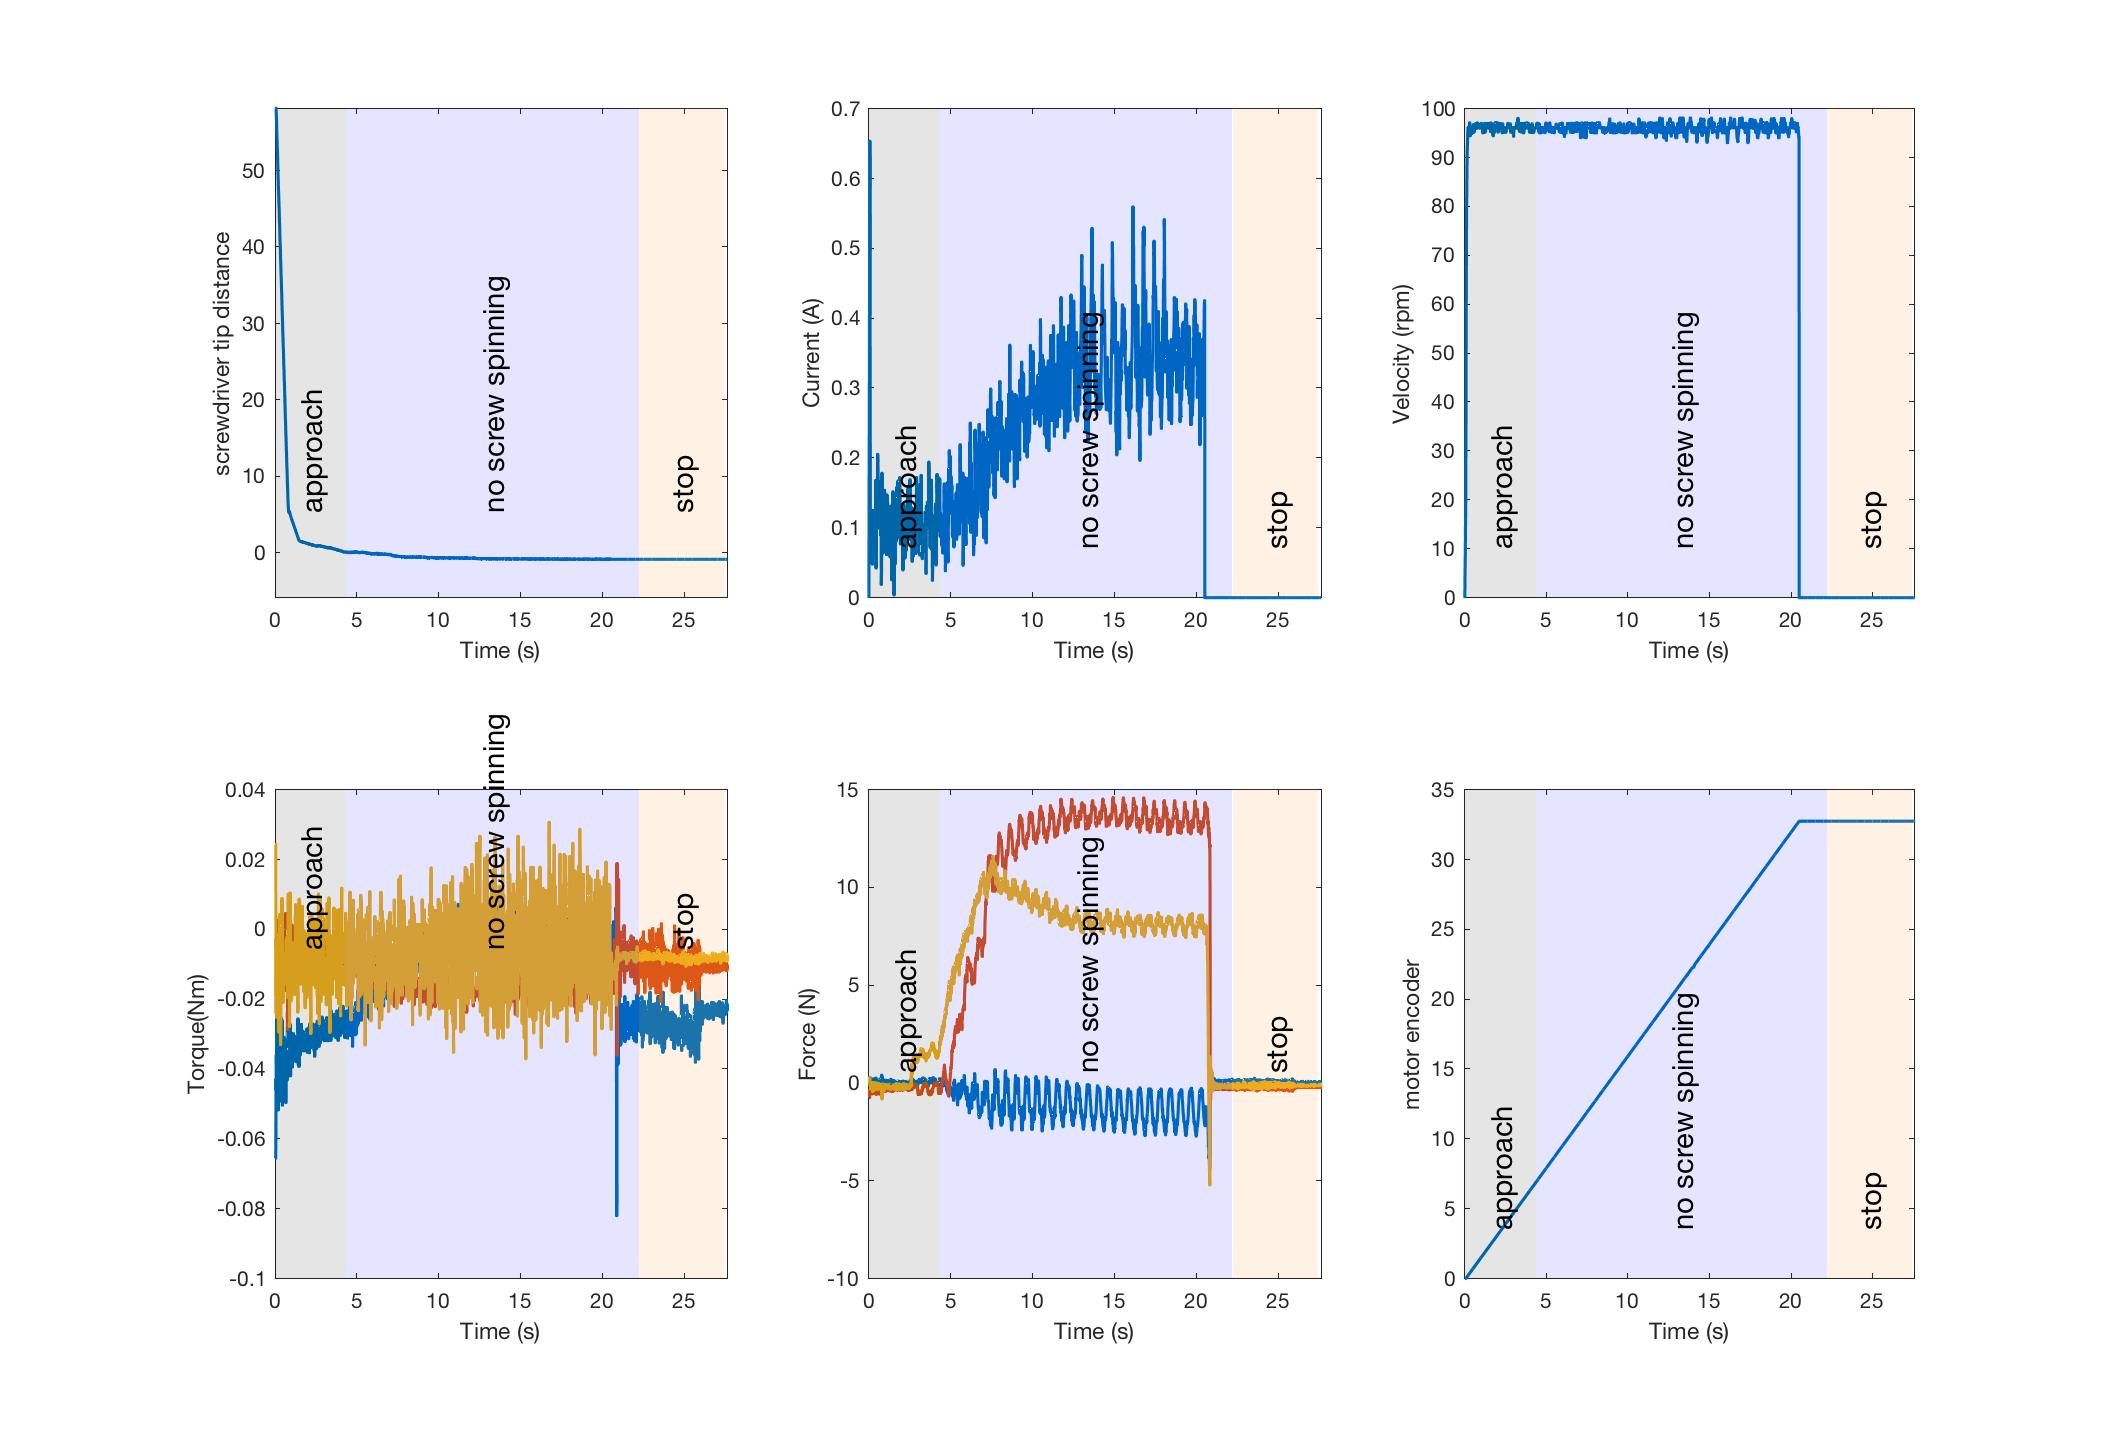 50
40
30
20
10
0
screwdriver tip distance
approach
no screw spinning
stop
0 5 10 15 20 25
Time (s)
0.7
0.6
0.5
0.4
0.3
0.2
0.1
0
Current (A)
approach
no screw spinning
stop
0 5 10 15 20 25
Time (s)
100
90
80
70
60
50
40
30
20
10
0
Velocity (rpm)
approach
no screw spinning
stop
0 5 10 15 20 25
Time (s)
0.04
0.02
0
-0.02
-0.04
-0.06
-0.08
-0.1
Torque(Nm)
approach
no screw spinning
stop
0 5 10 15 20 25
Time (s)
15
10
5
0
-5
-10
Force (N)
approach
no screw spinning
stop
0 5 10 15 20 25
Time (s)
35
30
25
20
15
10
5
0
motor encoder
approach
no screw spinning
stop
0 5 10 15 20 25
Time (s)